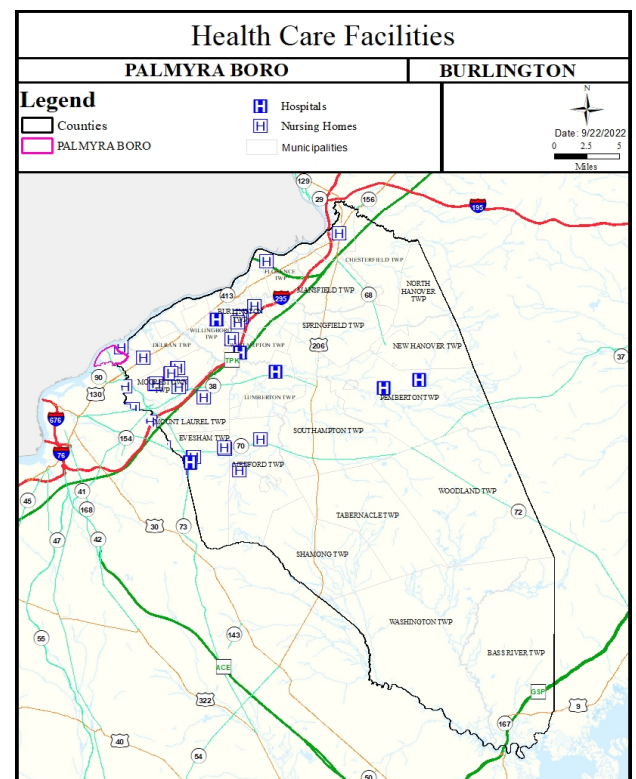 Health Care Facilities
PALMYRA BORO
BURLINGTON
Legend
Counties
PALMYRA BORO
H Hospitals
H Nursing Homes
Municipalities
N
Date: 9/22/2022
0 2.5 5
Miles
129
29
156
195
CHESTERFIELD TWP
FLORENCE
TWP
NORTH
HANOVER
TWP
413
295
MANSFIELD TWP
68
SPRINGFIELD TWP
WILLINGBORO
TWP
206
DELRAN TWP
NEW HANOVER TWP
TPK
37
90
130
38
LUMBERTON TWP
PEMBERTON TWP
676
MOUNT LAUREL TWP
154
EVESHAM TWP
70
SOUTHAMPTON TWP
76
MEDFORD TWP
41
45
168
WOODLAND TWP
72
30
73
TABERNACLE TWP
47
42
SHAMONG TWP
WASHINGTON TWP
143
55
BASS RIVER TWP
ACE
GSP
322
9
167
40
54
50